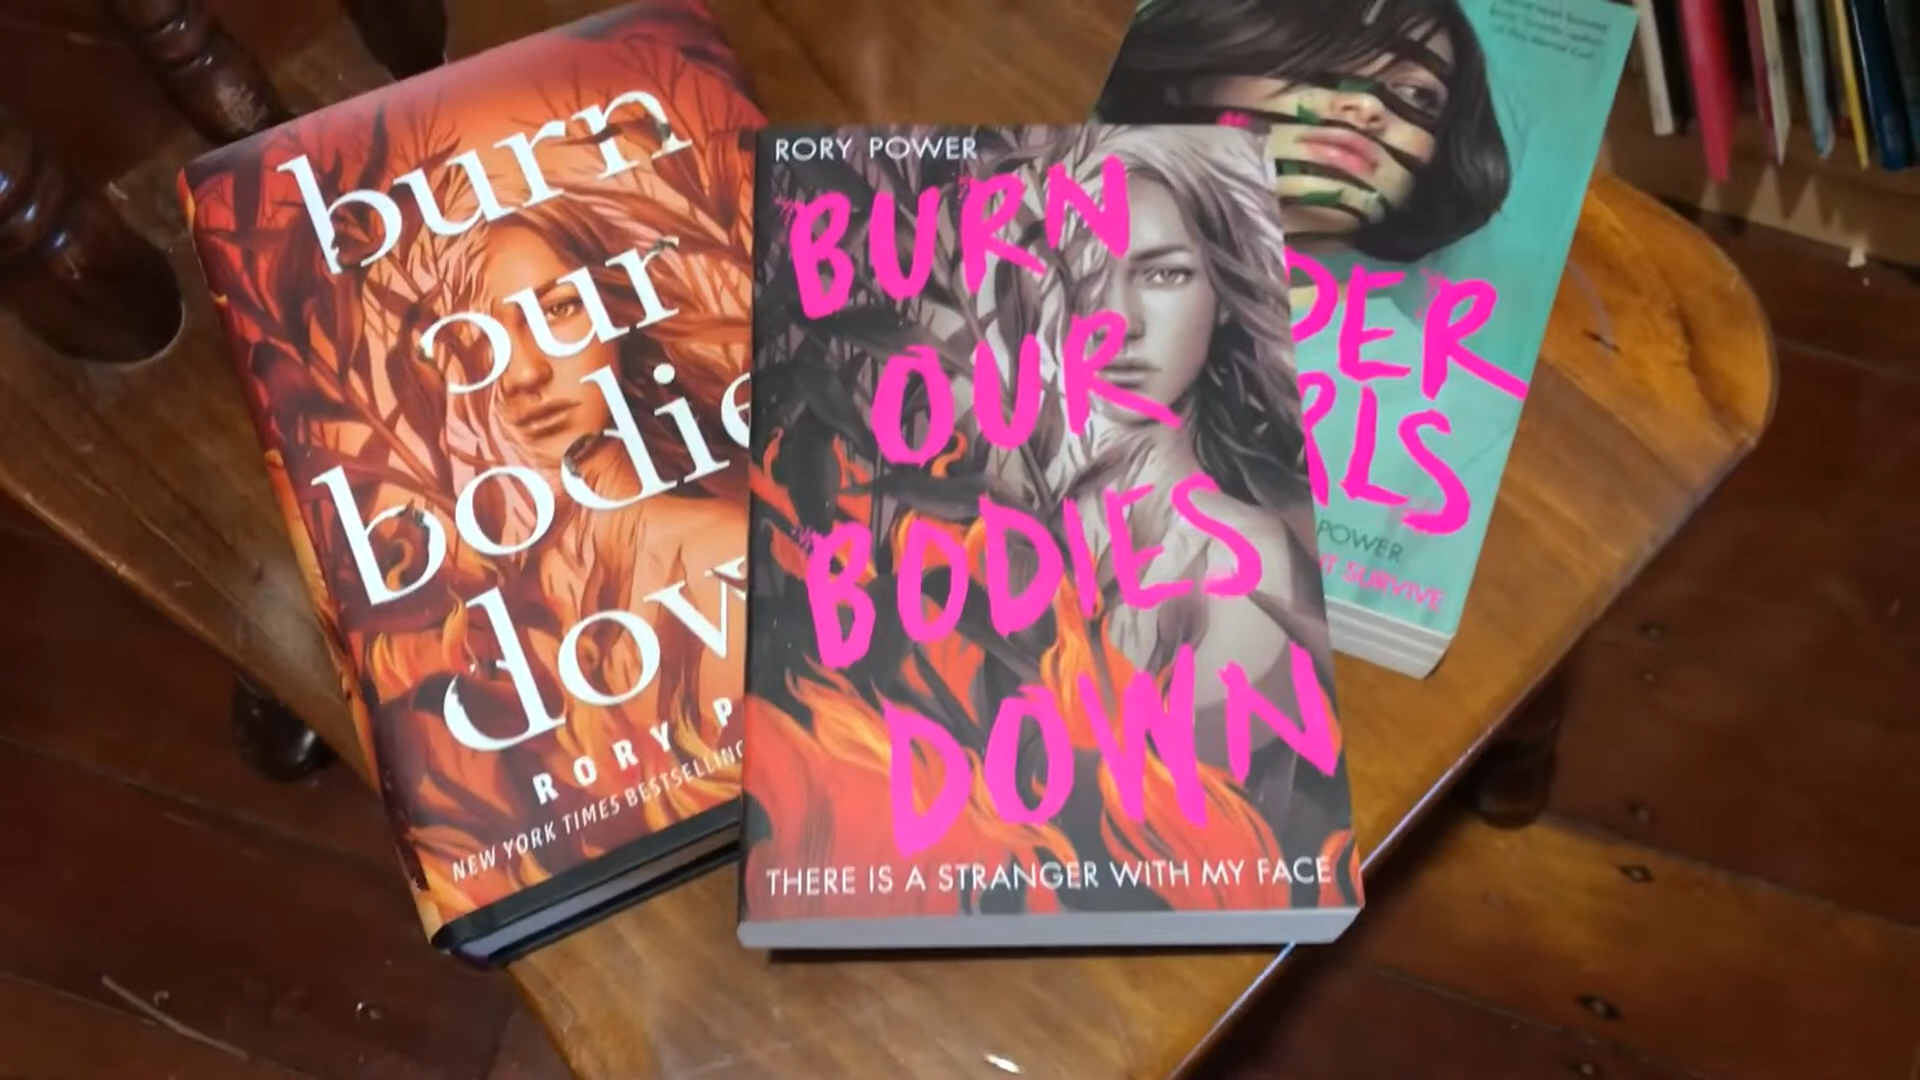 burn
our
bodie
dow
RORY P
NEW YORK TIMES BESTSELLING
RORY POWER
BURN
OUR
BODIES
DOWN
THERE IS A STRANGER WITH MY FACE
DER
RLS
POWER
SURVIVE